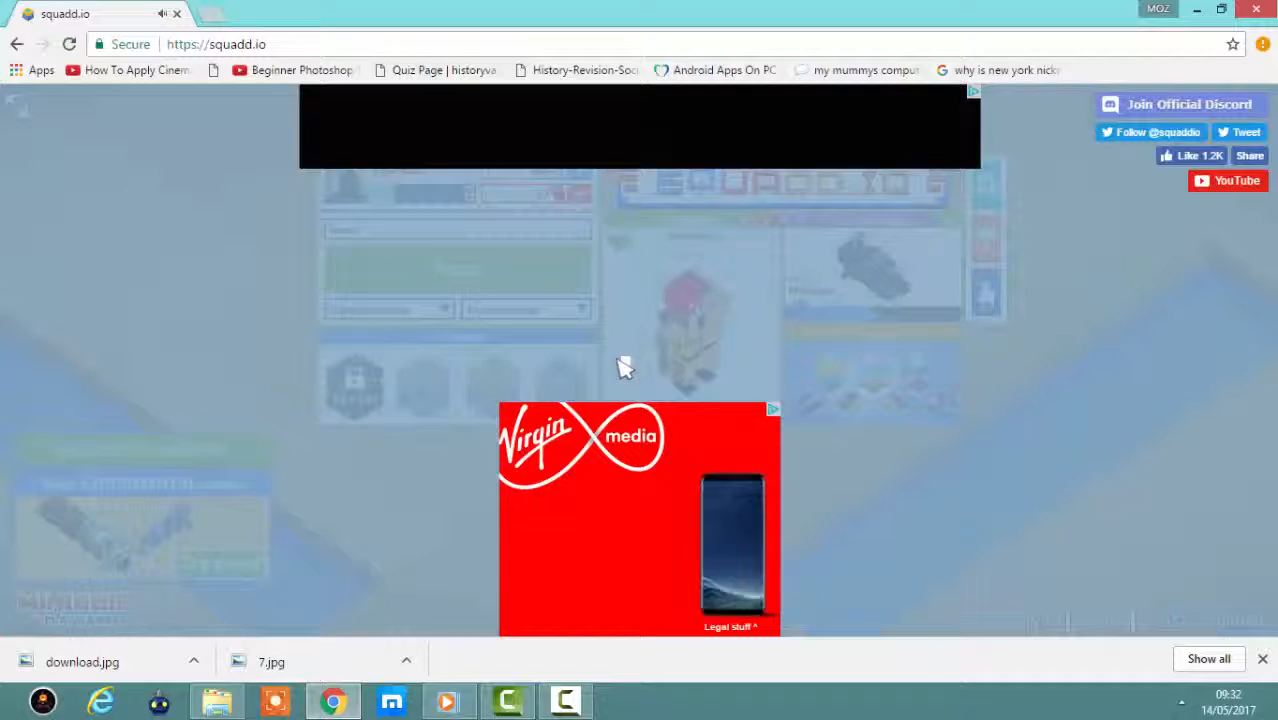 squadd.io
MOZ
Secure
https://squadd.io
Apps
How To Apply Cinem
Beginner Photoshop
Quiz Page | historyva
History-Revision-Soci
Android Apps On PC
my mummys comput
why is new york nickn
Join Official Discord
Follow @squaddio
Tweet
Like 1.2K
Share
YouTube
SQUADD IO
Virgin media
Legal stuff ^
download.jpg
7.jpg
Show all
09:32
14/05/2017